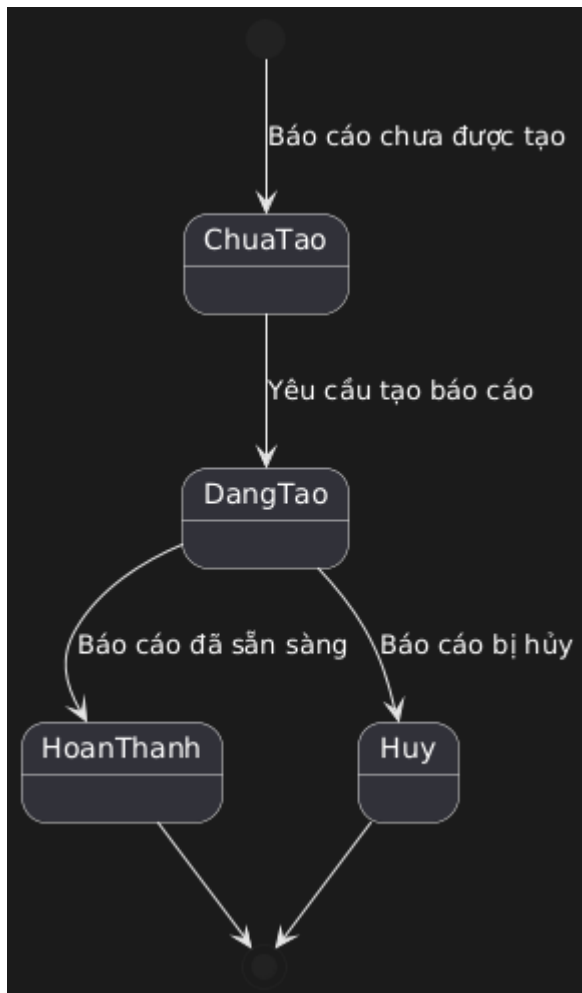 Báo cáo chưa được tạo
ChuaTao
Yêu cầu tạo báo cáo
DangTao
Báo cáo đã sẵn sàng
Báo cáo bị hủy
HoanThanh
Huy